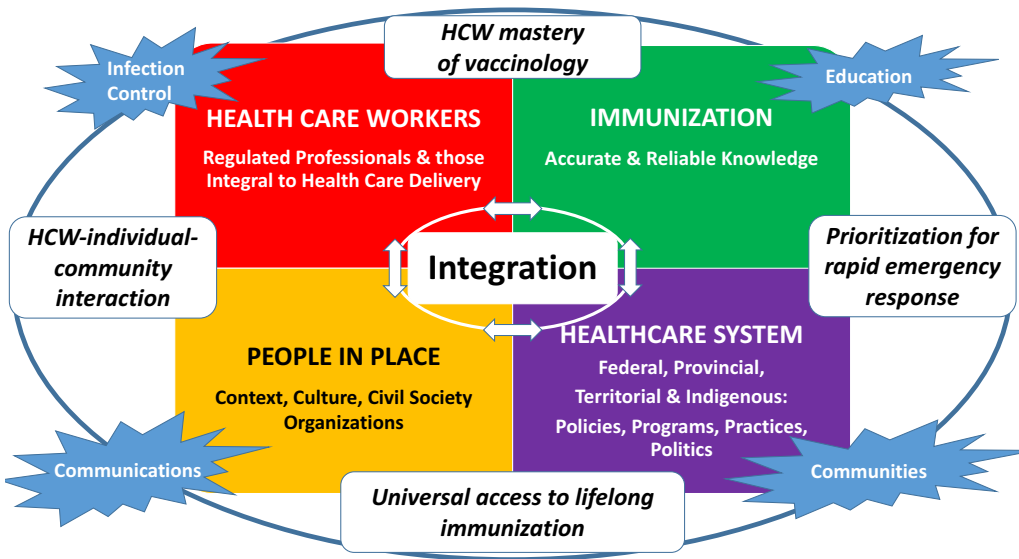 HCW mastery
of vaccinology
Infection
Control
Education
HEALTH CARE WORKERS
Regulated Professionals & those
Integral to Health Care Delivery
IMMUNIZATION
Accurate & Reliable Knowledge
HCW-individual-
community
interaction
Integration
Prioritization for
rapid emergency
response
PEOPLE IN PLACE
Context, Culture, Civil Society
Organizations
HEALTHCARE SYSTEM
Federal, Provincial,
Territorial & Indigenous:
Policies, Programs, Practices,
Politics
Communications
Communities
Universal access to lifelong
immunization